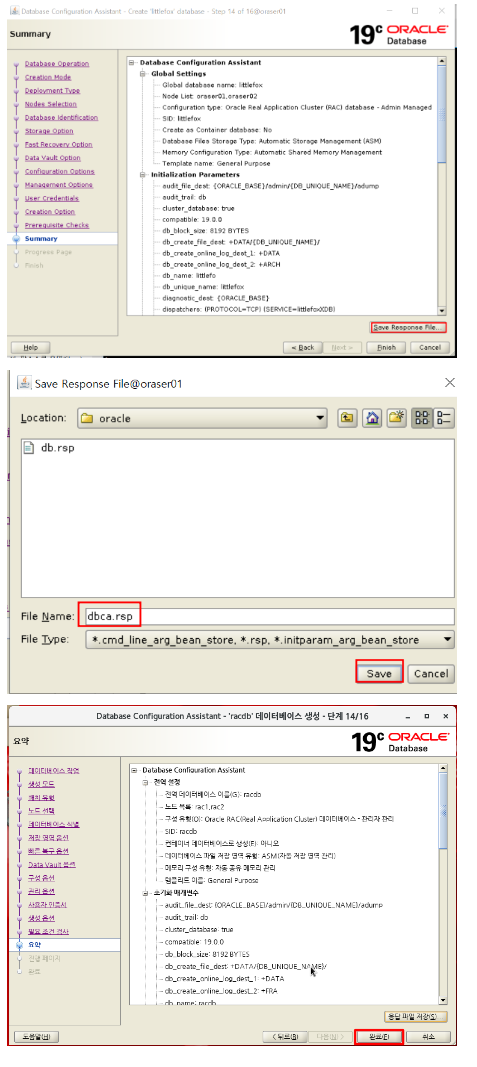 Database Configuration Assistant - Create 'littlefox' database - Step 14 of 16@oraser01
Summary
19c ORACLE
Database
Database Operation
Creation Mode
Deployment Type
Nodes Selection
Database Identification
Storage Option
Fast Recovery Option
Data Vault Option
Configuration Options
Management Options
User Credentials
Creation Option
Prerequisite Checks
Summary
Progress Page
Finish
Database Configuration Assistant
Global Settings
Global database name: littlefox
Node List: oraser01,oraser02
Configuration type: Oracle Real Application Cluster (RAC) database - Admin Managed
SID: littlefox
Create as Container database: No
Database Files Storage Type: Automatic Storage Management (ASM)
Memory Configuration Type: Automatic Shared Memory Management
Template name: General Purpose
Initialization Parameters
audit_file_dest: {ORACLE_BASE}/admin/{DB_UNIQUE_NAME}/adump
audit_trail: db
cluster_database: true
compatible: 19.0.0
db_block_size: 8192 BYTES
db_create_file_dest: +DATA/{DB_UNIQUE_NAME}/
db_create_online_log_dest_1: +DATA
db_create_online_log_dest_2: +ARCH
db_name: littlefo
db_unique_name: littlefox
diagnostic_dest: {ORACLE_BASE}
dispatchers: (PROTOCOL=TCP) (SERVICE=littlefoxXDB)
Save Response File...
Help
< Back
Next >
Finish
Cancel
Save Response File@oraser01
Location:
oracle
db.rsp
File Name:
dbca.rsp
File Type:
*.cmd_line_arg_bean_store, *.rsp, *.initparam_arg_bean_store
Save
Cancel
Database Configuration Assistant - 'racdb' 데이터베이스 생성 - 단계 14/16
요약
19c ORACLE
Database
데이터베이스 작업
생성 모드
배치 유형
노드 선택
데이터베이스 식별
저장 영역 옵션
빠른 복구 옵션
Data Vault 옵션
구성 옵션
관리 옵션
사용자 인증서
생성 옵션
필요 조건 검사
요약
진행 페이지
완료
Database Configuration Assistant
전역 설정
전역 데이터베이스 이름(G): racdb
노드 목록: rac1,rac2
구성 유형(O): Oracle RAC(Real Application Cluster) 데이터베이스 - 관리자 관리
SID: racdb
컨테이너 데이터베이스로 생성(E): 아니오
데이터베이스 파일 저장 영역 유형: ASM(자동 저장 영역 관리)
메모리 구성 유형: 자동 공유 메모리 관리
템플리트 이름: General Purpose
초기화 매개변수
audit_file_dest: {ORACLE_BASE}/admin/{DB_UNIQUE_NAME}/adump
audit_trail: db
cluster_database: true
compatible: 19.0.0
db_block_size: 8192 BYTES
db_create_file_dest: +DATA/{DB_UNIQUE_NAME}/
db_create_online_log_dest_1: +DATA
db_create_online_log_dest_2: +FRA
db_name: racdb
응답 파일 저장(S)
도움말(H)
< 뒤로(B)
다음(N) >
완료(F)
취소